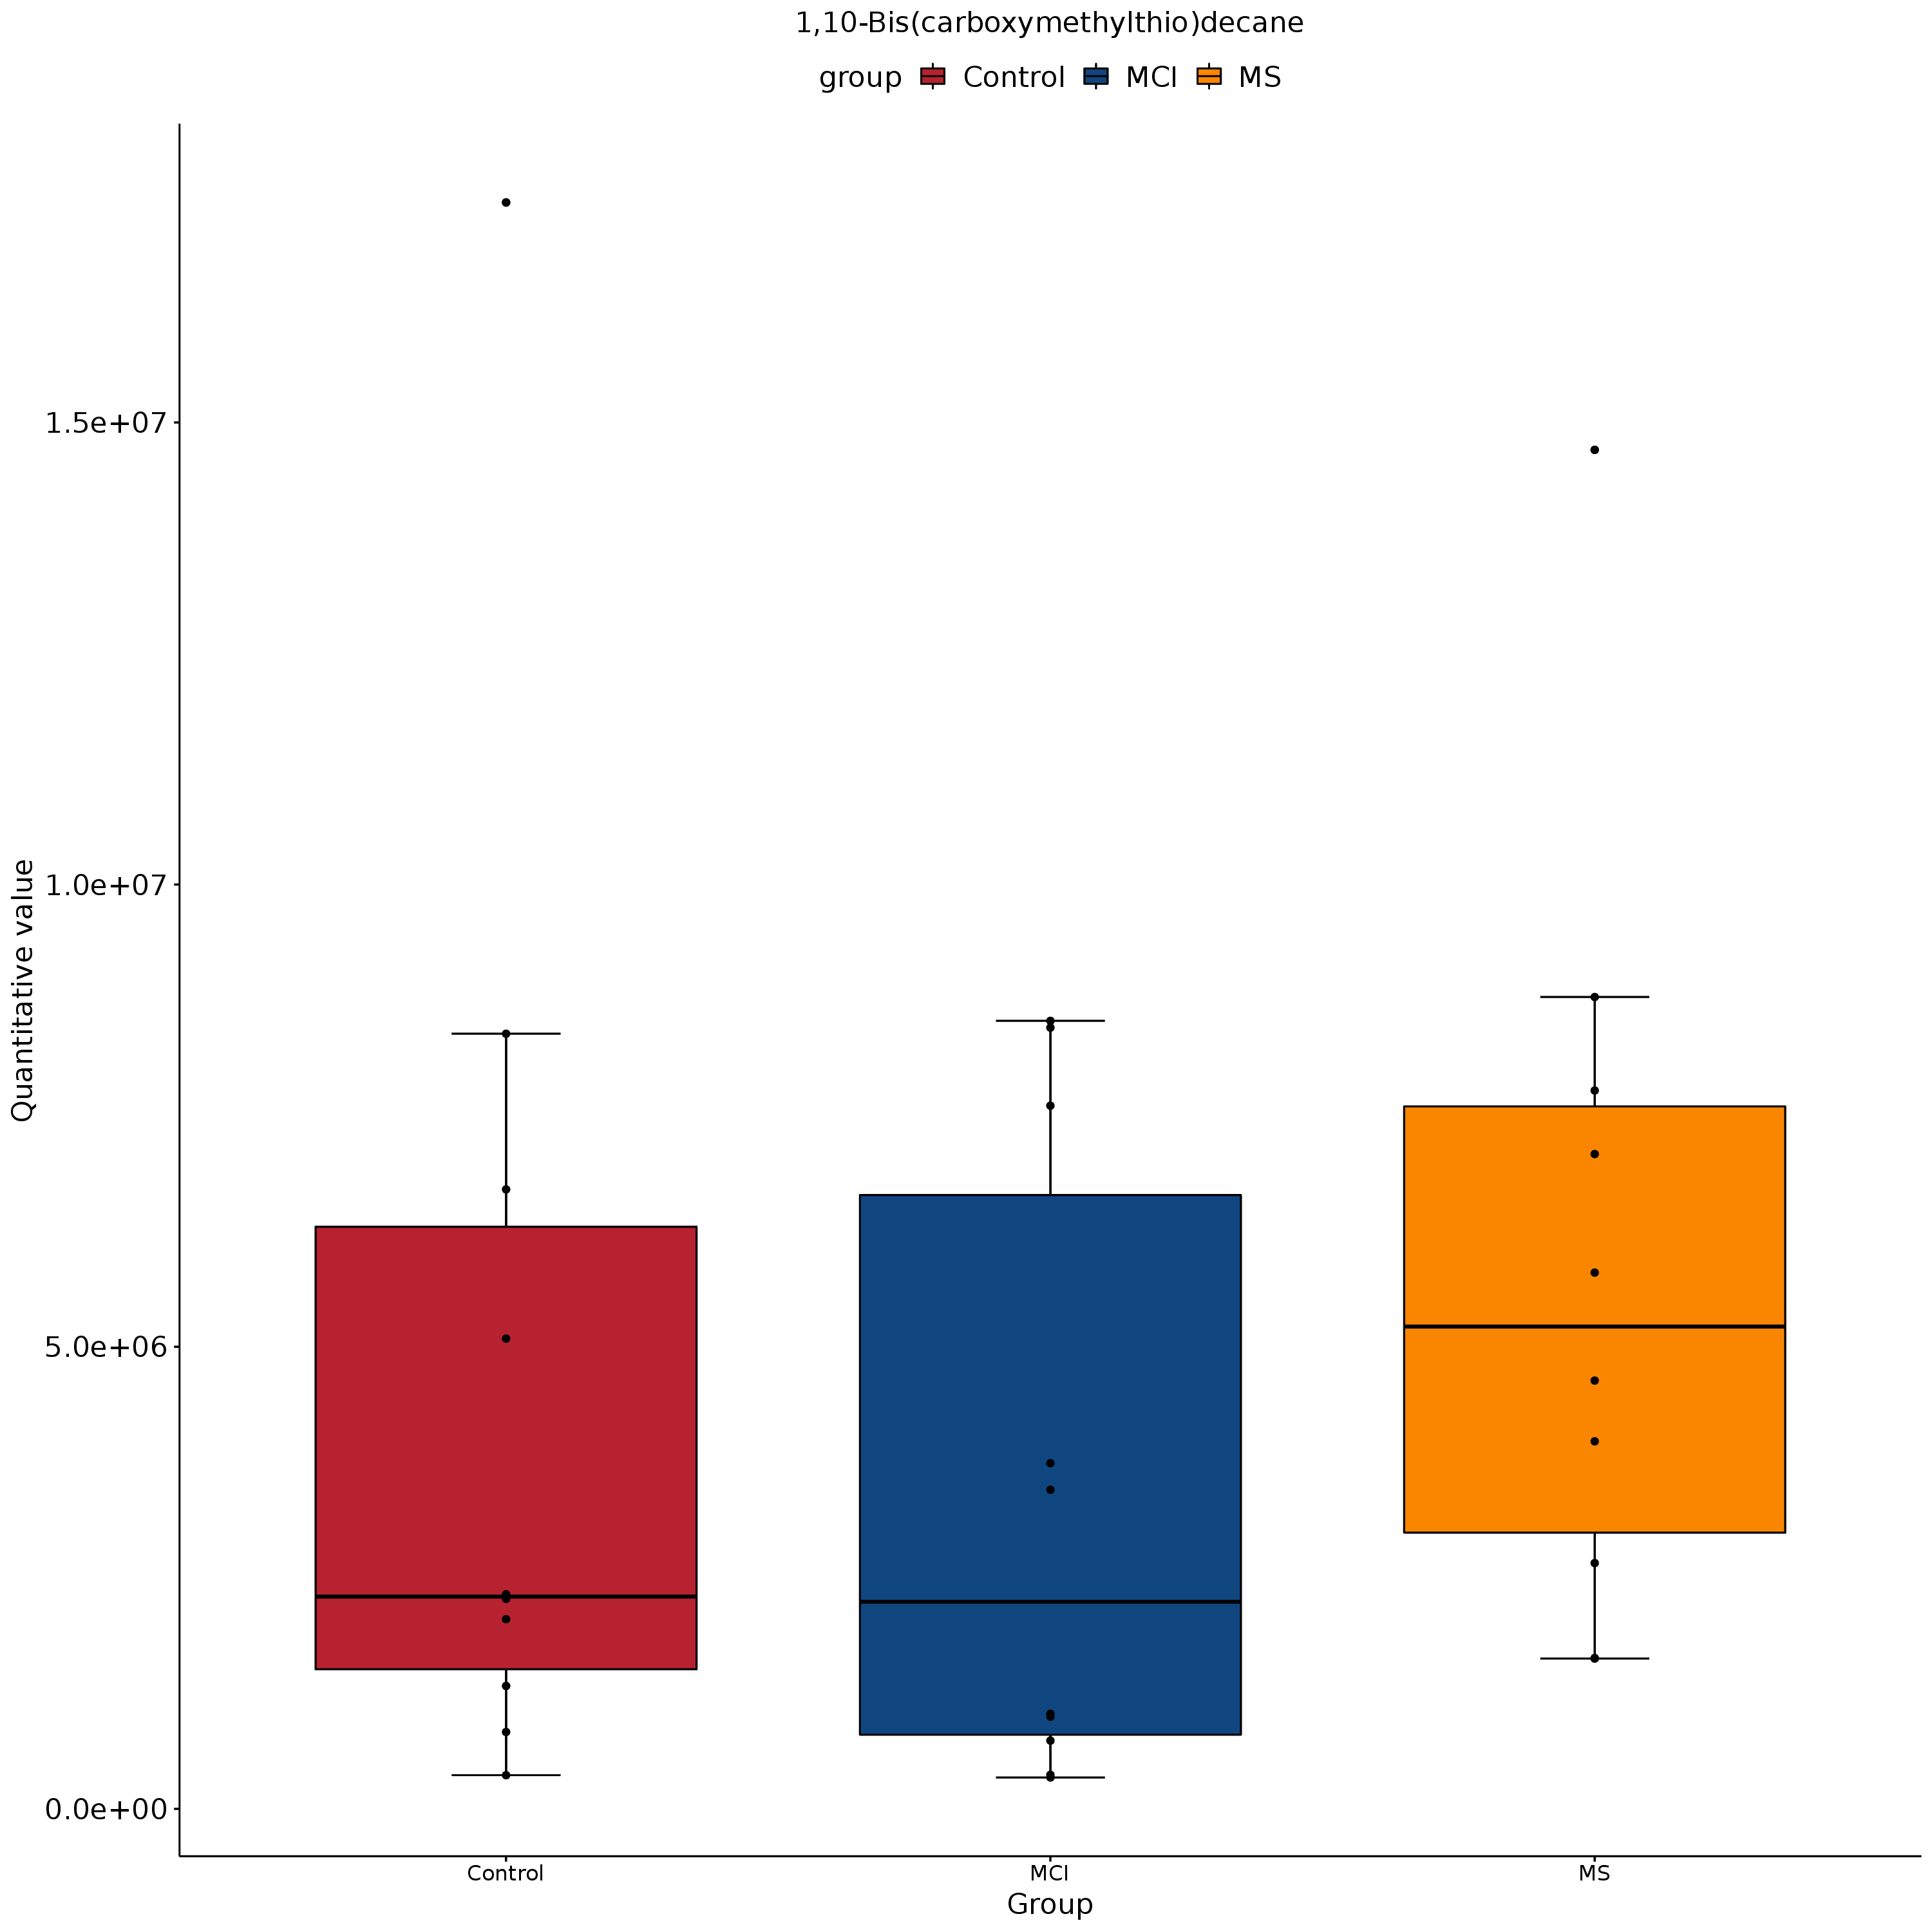 1,10-Bis(carboxymethylthio)decane
group Control MCI MS
Quantitative value
1.5e+07
1.0e+07
5.0e+06
0.0e+00
Control MCI MS
Group